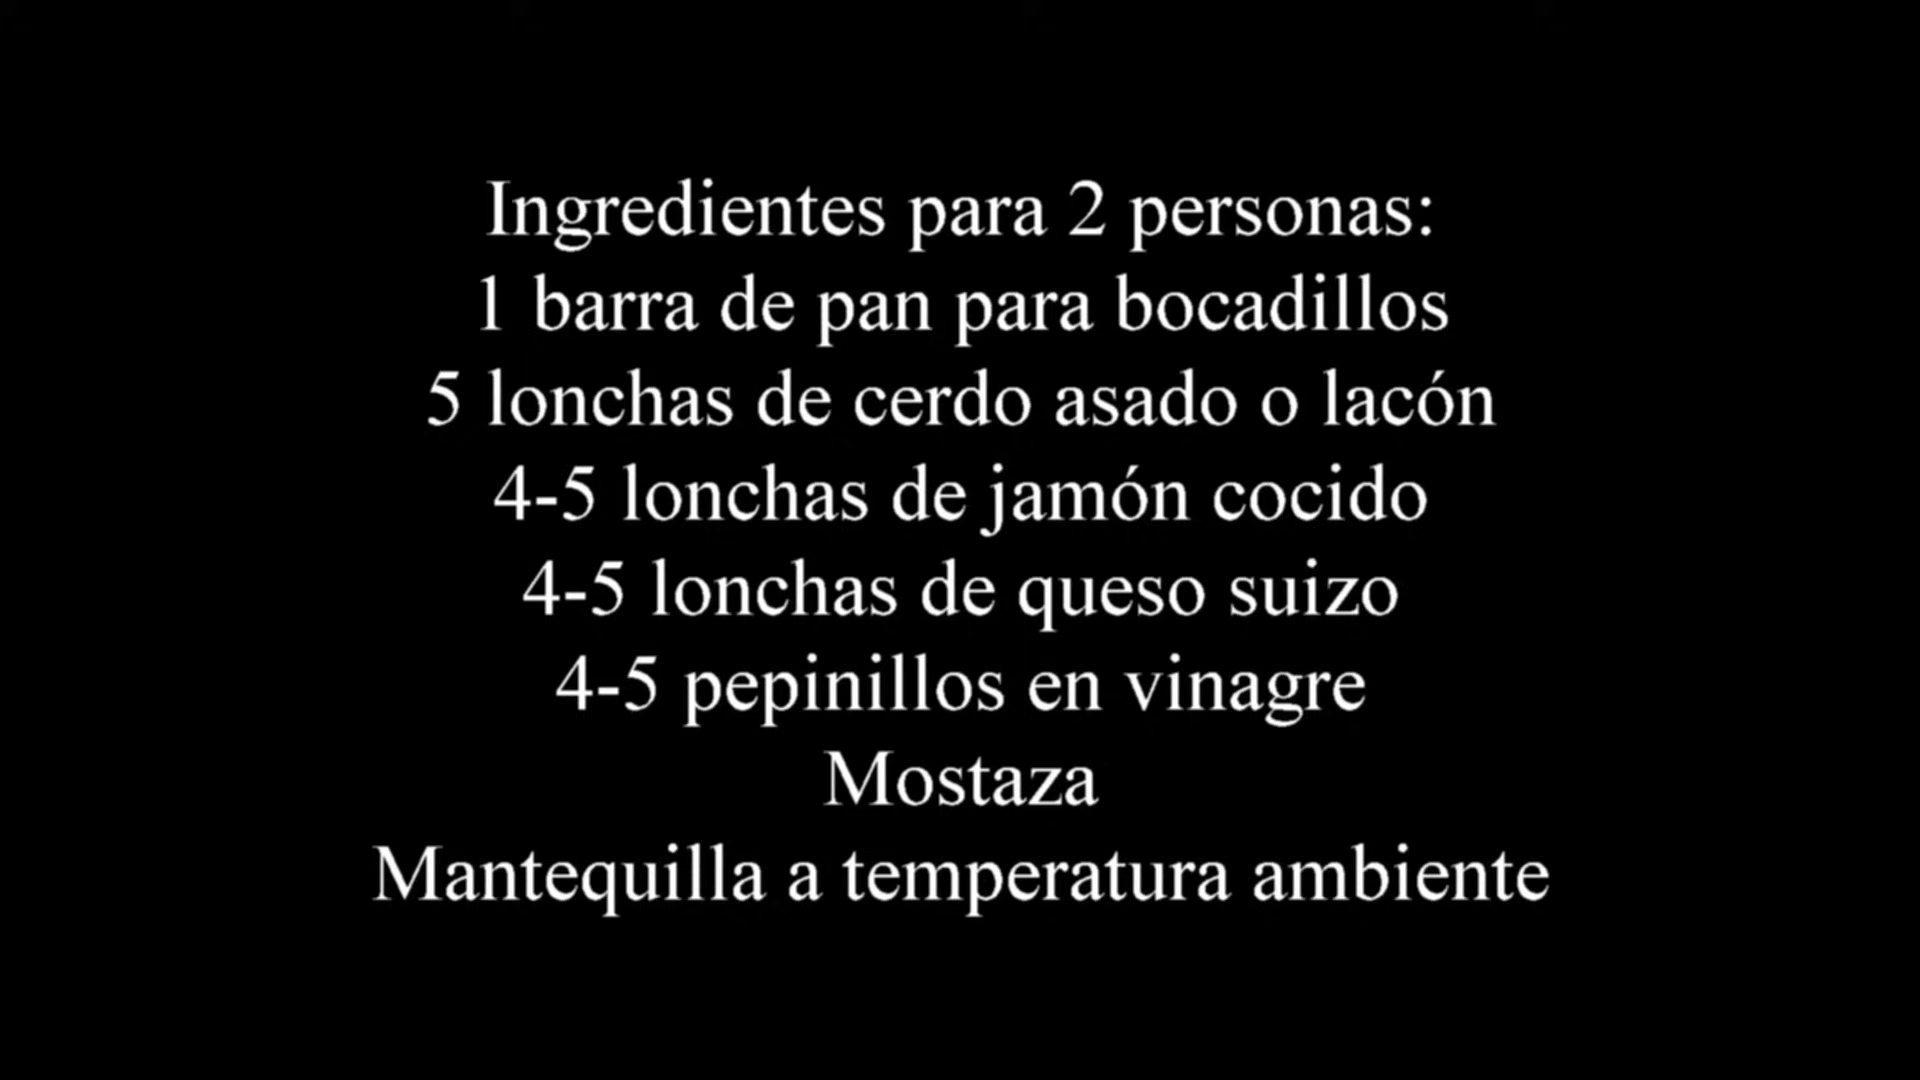 Ingredientes para 2 personas:
1 barra de pan para bocadillos
5 lonchas de cerdo asado o lacón
4-5 lonchas de jamón cocido
4-5 lonchas de queso suizo
4-5 pepinillos en vinagre
Mostaza
Mantequilla a temperatura ambiente